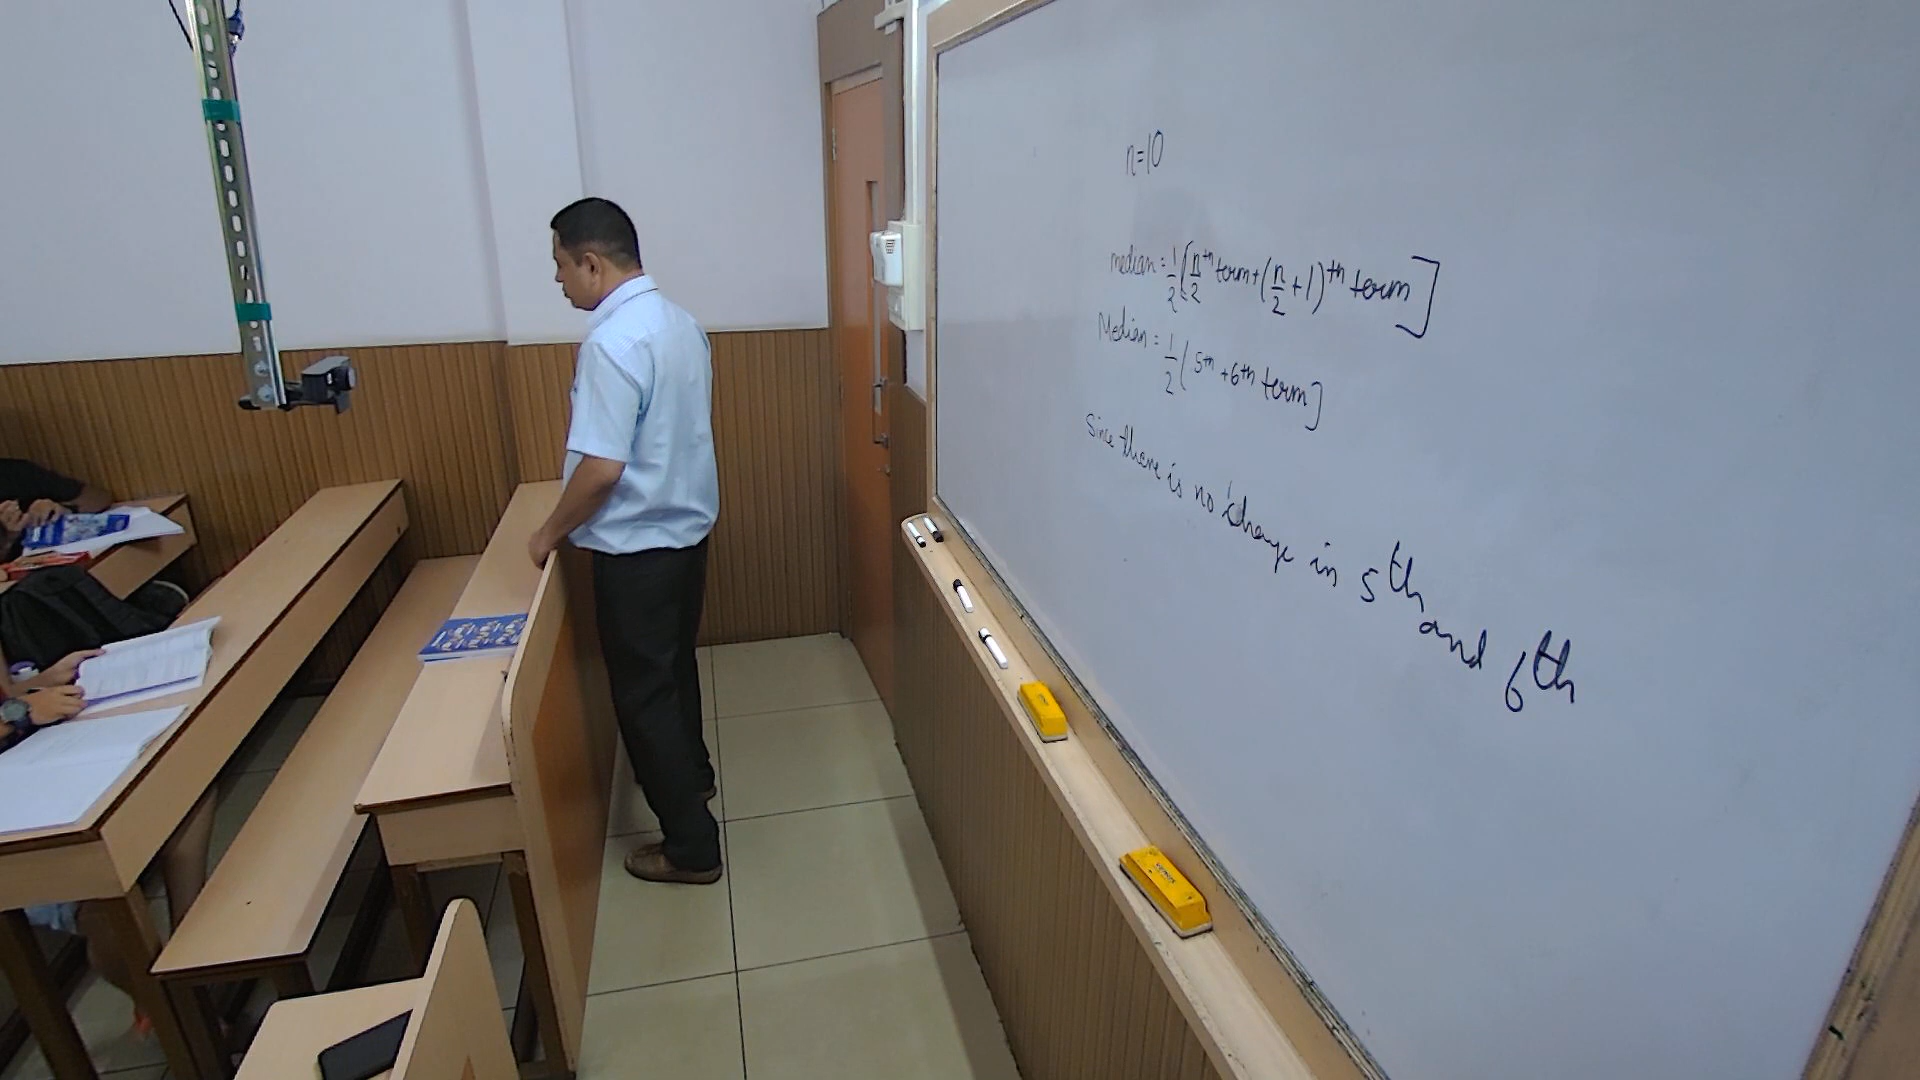 n=10
median = 1/2 [n/2 th term + (n/2 + 1)th term]
Median = 1/2 (5th + 6th term]
Since there is no change in 5th and 6th